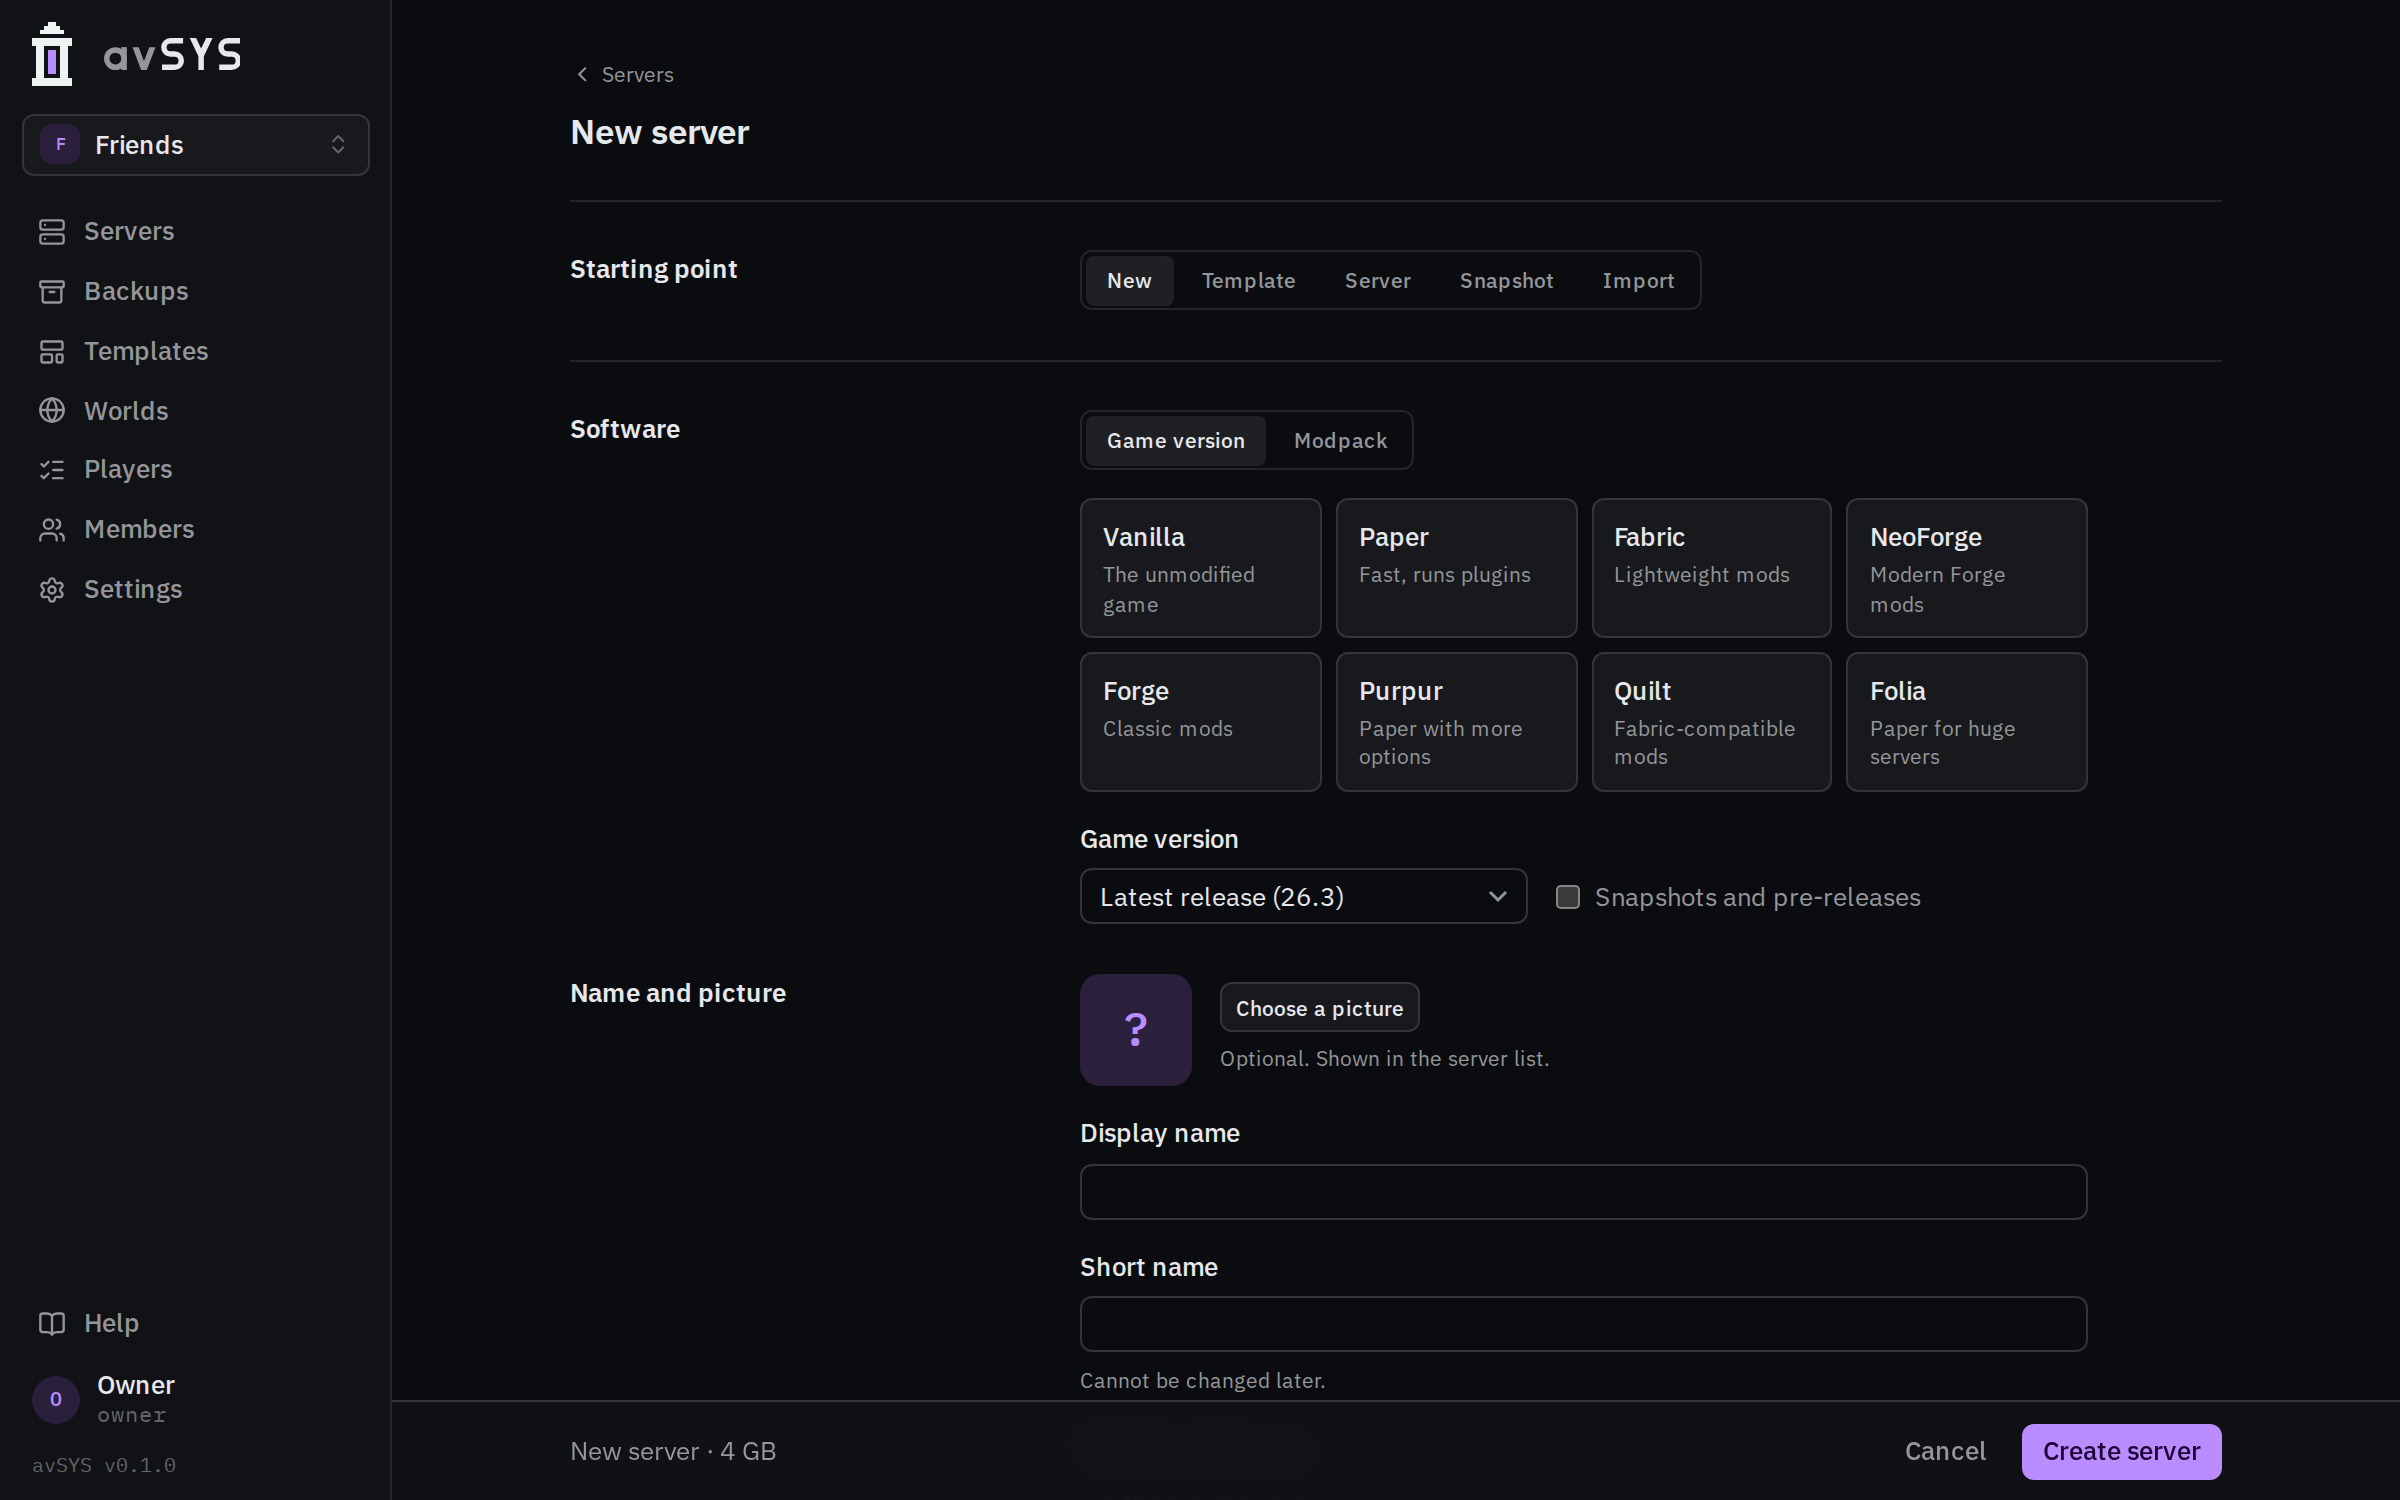 avSYS
F Friends
Servers
Backups
Templates
Worlds
Players
Members
Settings
Help
O Owner
owner
avSYS v0.1.0
Servers
New server
Starting point
New Template Server Snapshot Import
Software
Game version Modpack
Vanilla
The unmodified
game
Paper
Fast, runs plugins
Fabric
Lightweight mods
NeoForge
Modern Forge
mods
Forge
Classic mods
Purpur
Paper with more
options
Quilt
Fabric-compatible
mods
Folia
Paper for huge
servers
Game version
Latest release (26.3) Snapshots and pre-releases
Name and picture
?
Choose a picture
Optional. Shown in the server list.
Display name
Short name
Cannot be changed later.
New server · 4 GB
Cancel Create server